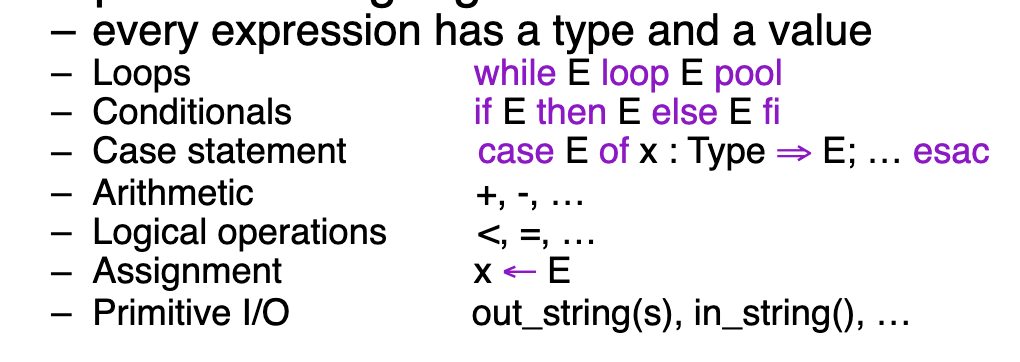 – every expression has a type and a value
– Loops while E loop E pool
– Conditionals if E then E else E fi
– Case statement case E of x : Type ⇒ E; … esac
– Arithmetic +, -, …
– Logical operations <, =, …
– Assignment x ← E
– Primitive I/O out_string(s), in_string(), …